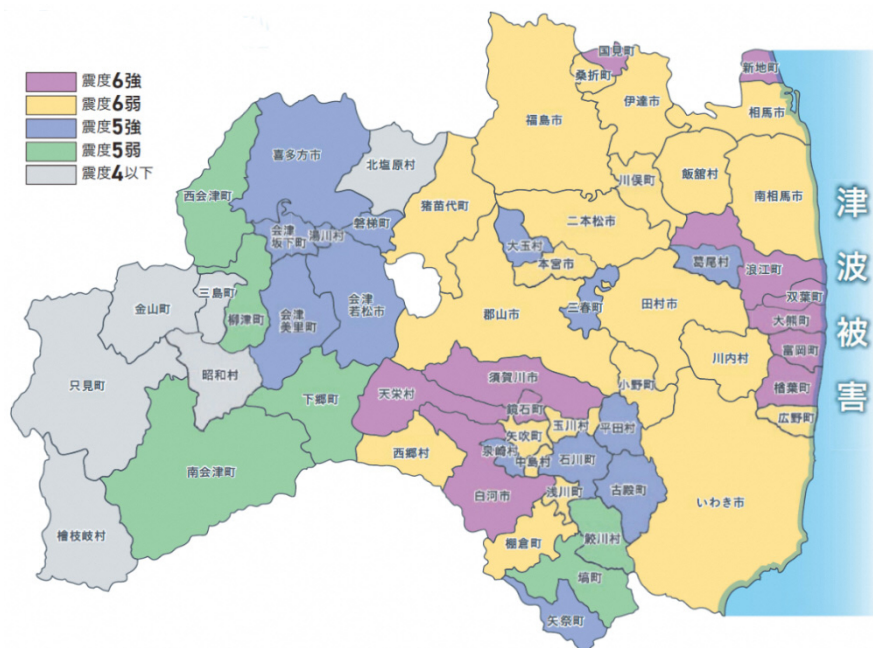 震度6強
震度6弱
震度5強
震度5弱
震度4以下
国見町
桑折町
伊達市
福島市
新地町
相馬市
喜多方市
北塩原村
西会津町
猪苗代町
川俣町
飯舘村
南相馬市
二本松市
会津
坂下町
湯川村
磐梯町
大玉村
本宮市
葛尾村
浪江町
双葉町
大熊町
富岡町
楢葉町
広野町
金山町
三島町
柳津町
会津
美里町
会津
若松市
郡山市
三春町
田村市
川内村
只見町
昭和村
下郷町
天栄村
須賀川市
鏡石町
小野町
玉川村
矢吹町
平田村
西郷村
泉崎村
中島村
石川町
南会津町
白河市
浅川町
古殿町
いわき市
檜枝岐村
棚倉町
鮫川村
塙町
矢祭町
津波被害